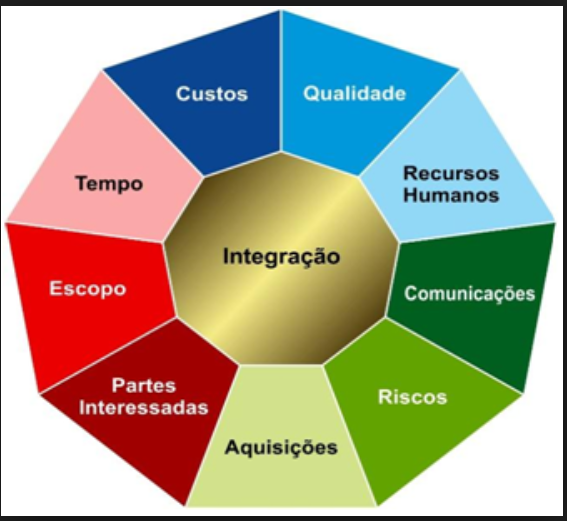 Custos
Qualidade
Tempo
Recursos
Humanos
Integração
Escopo
Comunicações
Partes
Interessadas
Riscos
Aquisições